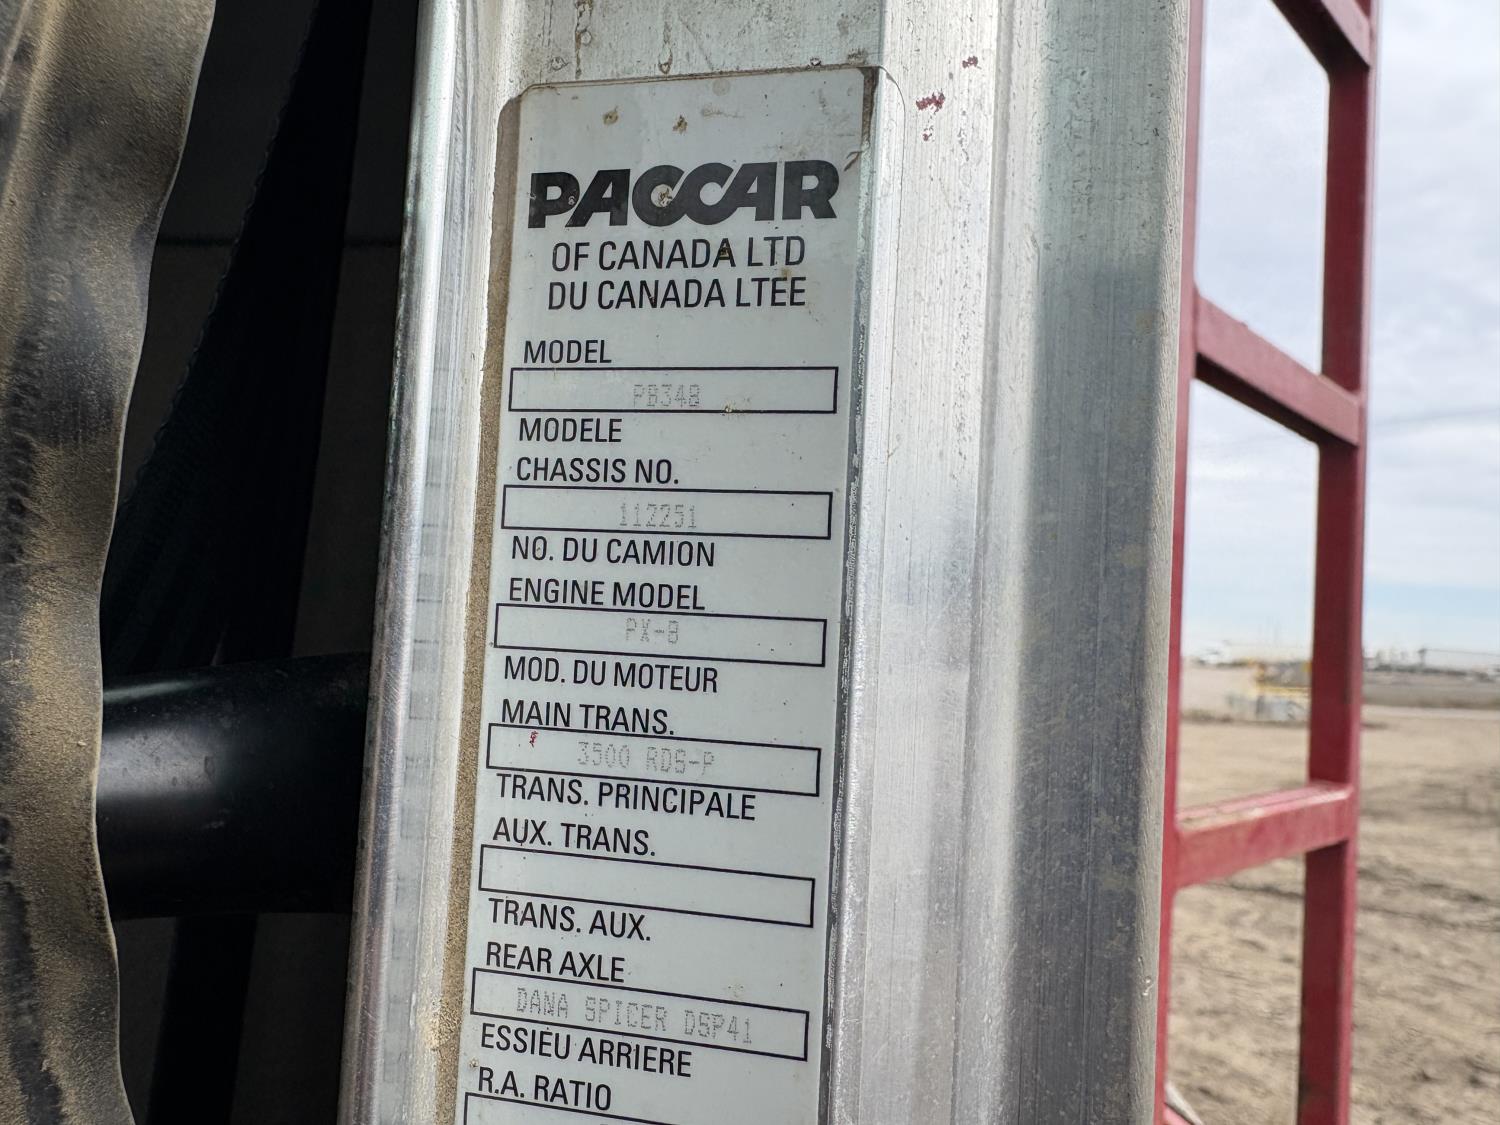 PACCAR
OF CANADA LTD
DU CANADA LTEE
MODEL
PB348
MODELE
CHASSIS NO.
112251
NO. DU CAMION
ENGINE MODEL
PX-8
MOD. DU MOTEUR
MAIN TRANS.
3500 RDS-P
TRANS. PRINCIPALE
AUX. TRANS.
TRANS. AUX.
REAR AXLE
DANA SPICER DSP41
ESSIEU ARRIERE
R.A. RATIO